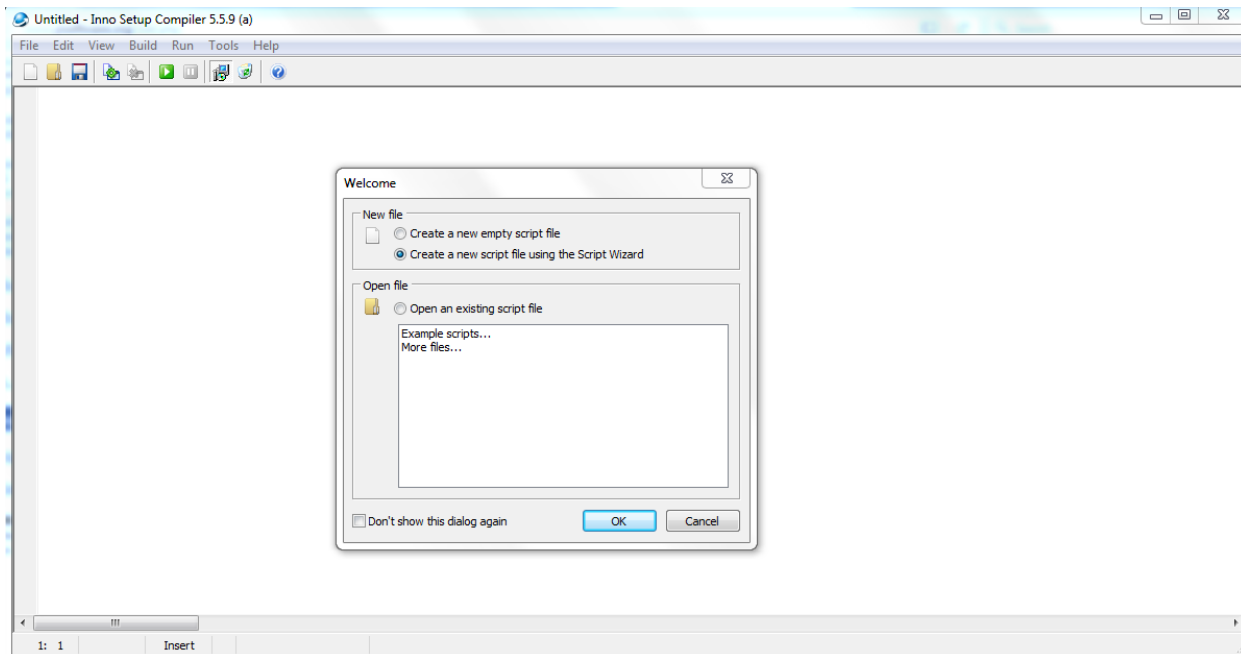 Untitled - Inno Setup Compiler 5.5.9 (a)
File Edit View Build Run Tools Help
Welcome
New file
Create a new empty script file
Create a new script file using the Script Wizard
Open file
Open an existing script file
Example scripts...
More files...
Don't show this dialog again
OK Cancel
1: 1 Insert